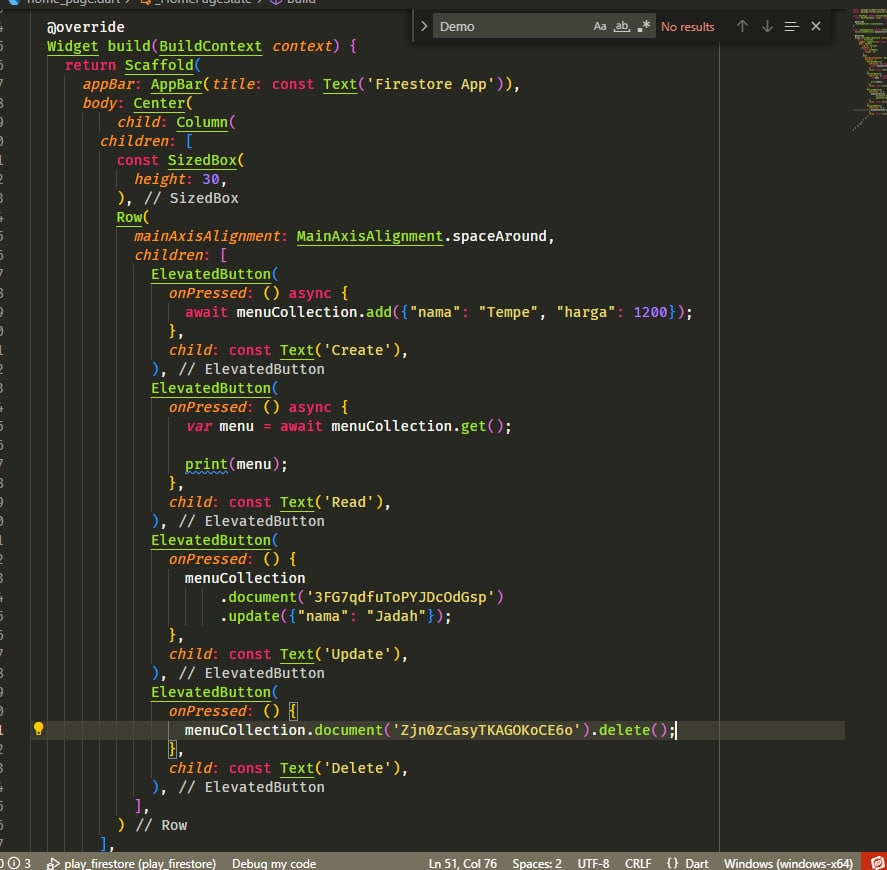 home_page.dart > _HomePageState > build
Demo
Aa ab .* No results
@override
Widget build(BuildContext context) {
return Scaffold(
appBar: AppBar(title: const Text('Firestore App')),
body: Center(
child: Column(
children: [
const SizedBox(
height: 30,
), // SizedBox
Row(
mainAxisAlignment: MainAxisAlignment.spaceAround,
children: [
ElevatedButton(
onPressed: () async {
await menuCollection.add({"nama": "Tempe", "harga": 1200});
},
child: const Text('Create'),
), // ElevatedButton
ElevatedButton(
onPressed: () async {
var menu = await menuCollection.get();
print(menu);
},
child: const Text('Read'),
), // ElevatedButton
ElevatedButton(
onPressed: () {
menuCollection
.document('3FG7qdfuToPYJDcOdGsp')
.update({"nama": "Jadah"});
},
child: const Text('Update'),
), // ElevatedButton
ElevatedButton(
onPressed: () {
menuCollection.document('Zjn0zCasyTKAGOKoCE6o').delete();
},
child: const Text('Delete'),
), // ElevatedButton
],
) // Row
],
0 3 play_firestore (play_firestore) Debug my code Ln 51, Col 76 Spaces: 2 UTF-8 CRLF {} Dart Windows (windows-x64)